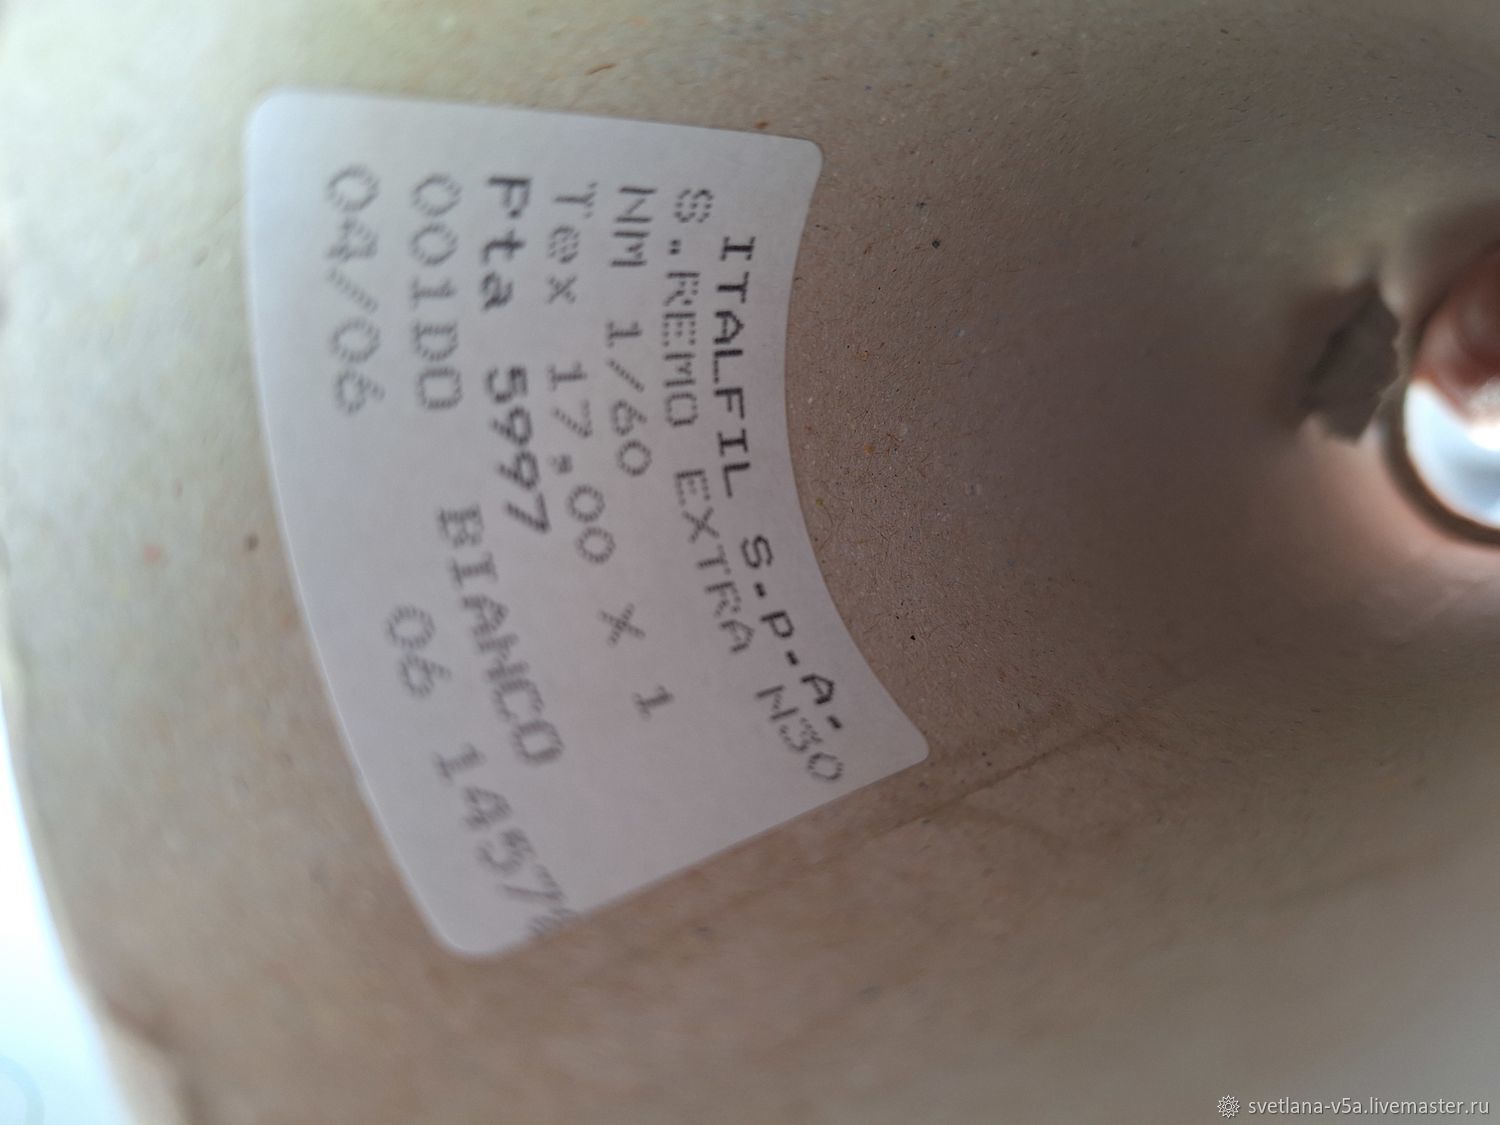 ITALFIL S.p.A.
S.REMO EXTRA N30
NM 1/60
Tex 17,00 X 1
Pta 5997
001D0 BIANCO
04/06 06
svetlana-v5a.livemaster.ru